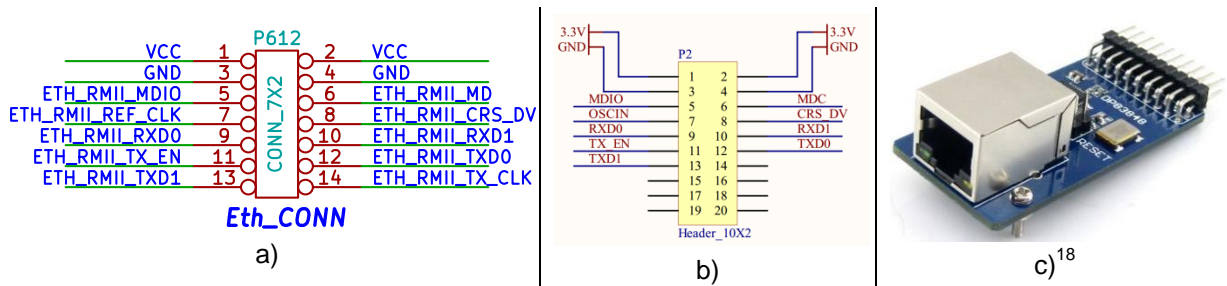 P612
VCC 1 2 VCC
GND 3 4 GND
ETH_RMII_MDIO 5 6 ETH_RMII_MD
ETH_RMII_REF_CLK 7 8 ETH_RMII_CRS_DV
ETH_RMII_RXD0 9 10 ETH_RMII_RXD1
ETH_RMII_TX_EN 11 12 ETH_RMII_TXD0
ETH_RMII_TXD1 13 14 ETH_RMII_TX_CLK
CONN_7X2
Eth_CONN
a)
3.3V 3.3V
GND GND
P2
1 2
3 4
MDIO 5 6 MDC
OSCIN 7 8 CRS_DV
RXD0 9 10 RXD1
TX_EN 11 12 TXD0
TXD1 13 14
15 16
17 18
19 20
Header_10X2
b)
DP83848
RESET
c)18